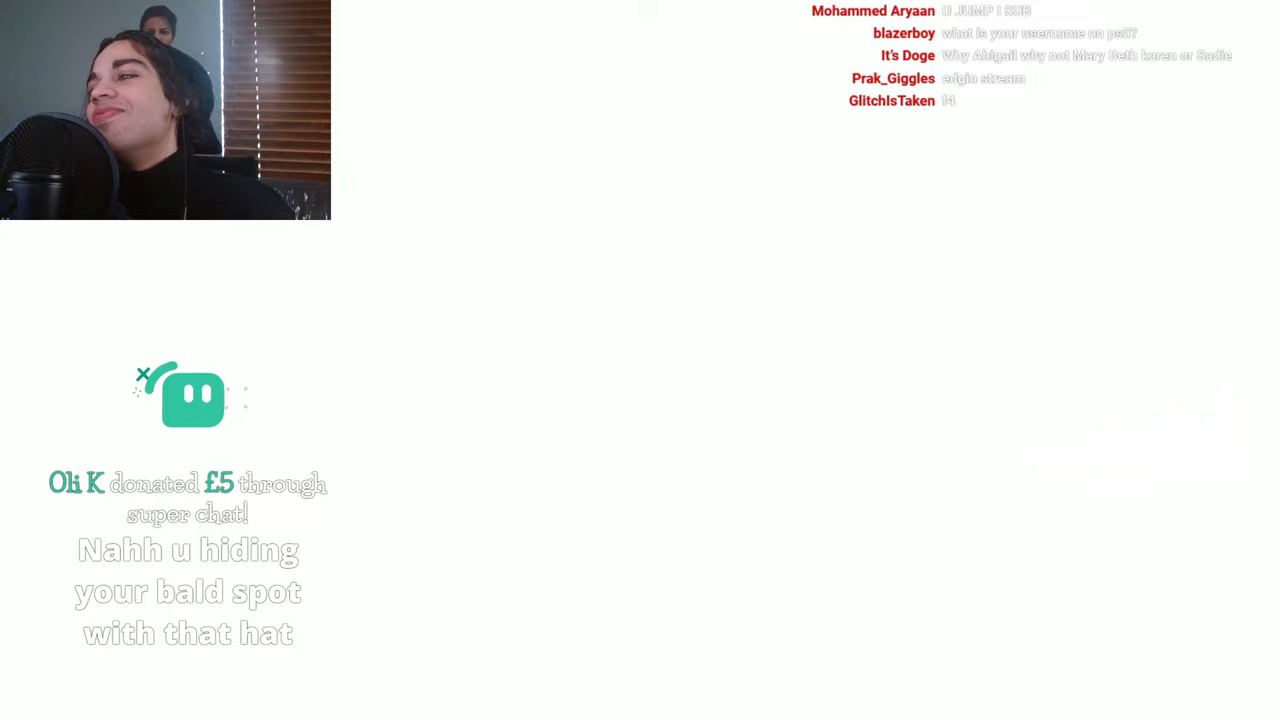 Mohammed Aryaan U JUMP I SUB
blazerboy what is your username on ps5?
It's Doge Why Abigail why not Mary Beth karen or Sadie
Prak_Giggles edgin stream
GlitchIsTaken f4
Oli K donated £5 through
super chat!
Nahh u hiding
your bald spot
with that hat